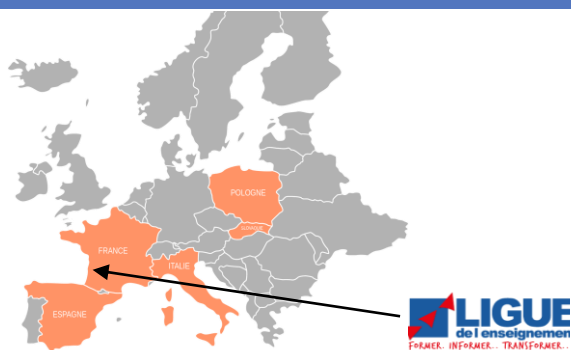 POLOGNE
SLOVAQUIE
FRANCE
ITALIE
ESPAGNE
LIGUE
de l'enseignement
FORMER. INFORMER.. TRANSFORMER...